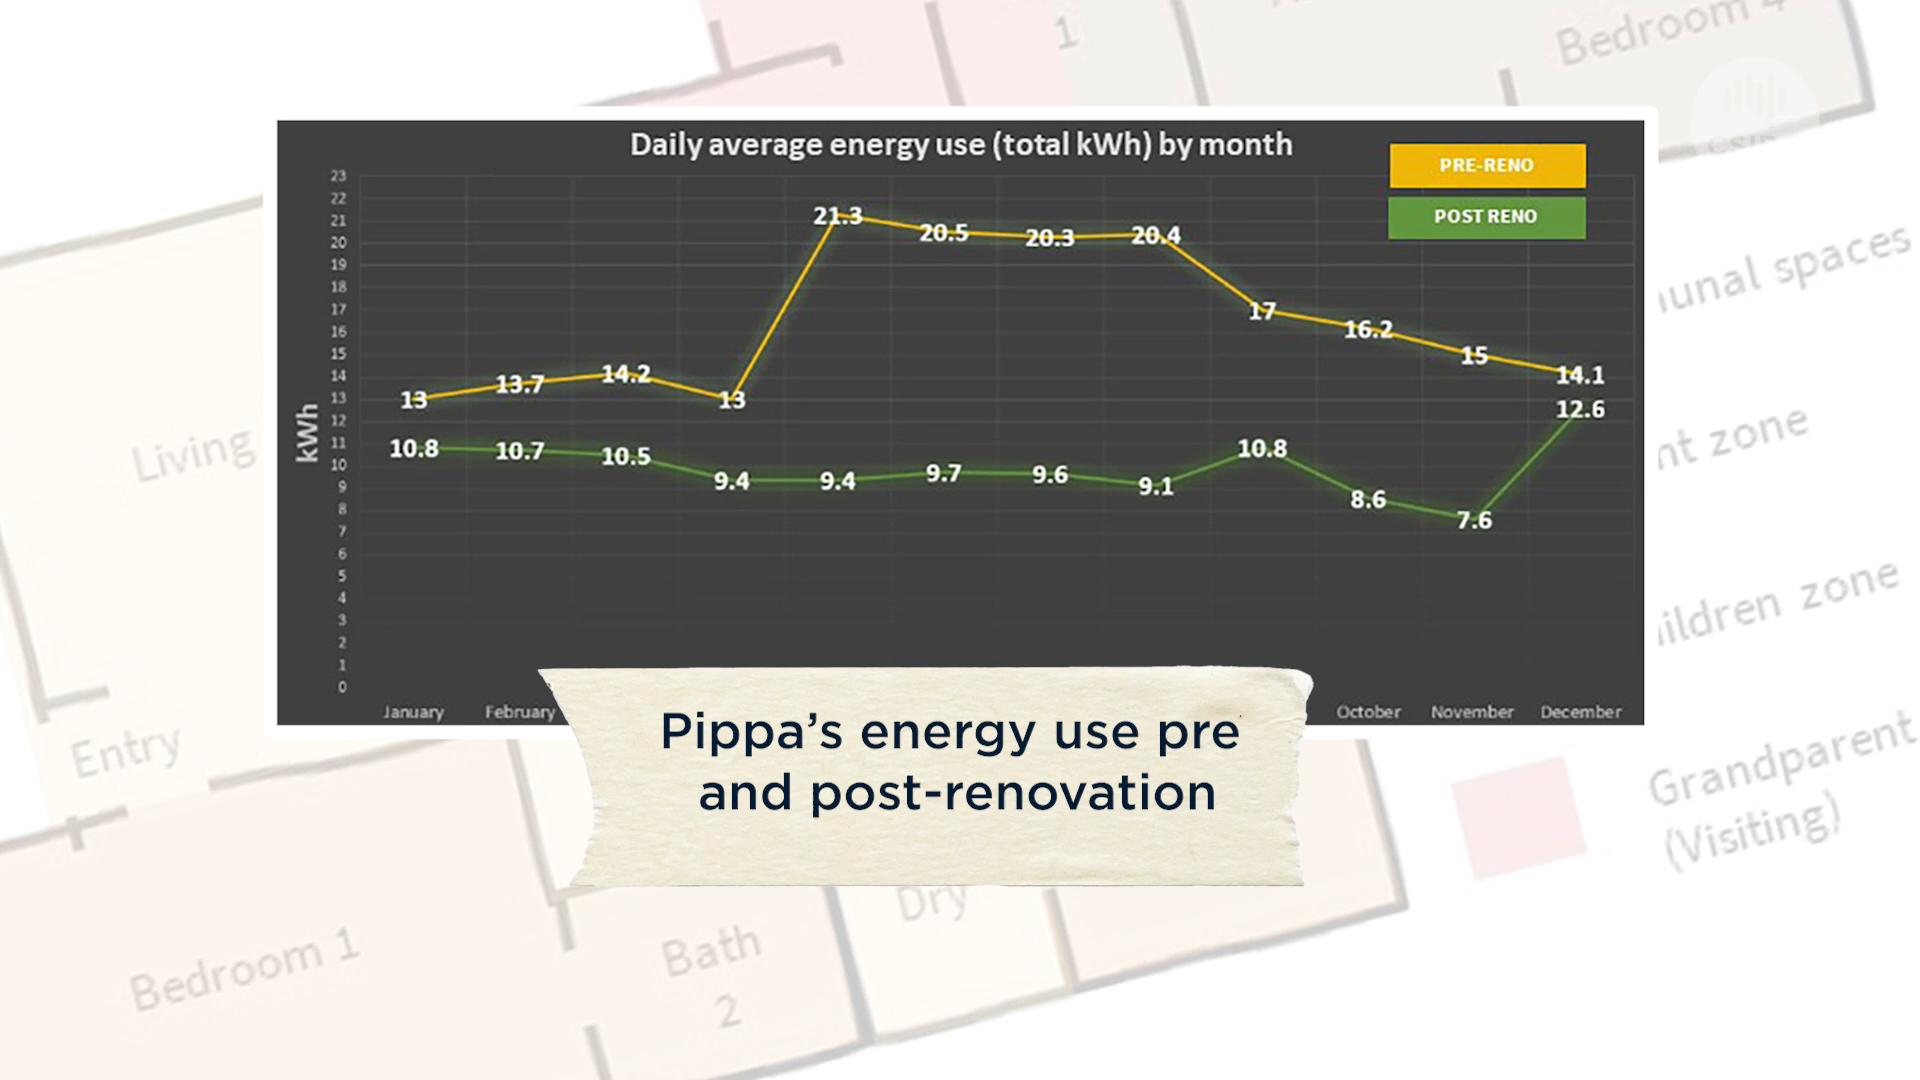 1
Bedroom 4
Daily average energy use (total kWh) by month
PRE-RENO
POST RENO
23
22
21
20
19
18
17
16
15
14
13
12
11
10
9
8
7
6
5
4
3
2
1
0
kWh
13
13.7
14.2
13
21.3
20.5
20.3
20.4
17
16.2
15
14.1
10.8
10.7
10.5
9.4
9.4
9.7
9.6
9.1
10.8
8.6
7.6
12.6
January February October November December
Pippa's energy use pre
and post-renovation
Living
Entry
Bedroom 1
Bath
2
Dry
spaces
zone
zone
Grandparent
(Visiting)